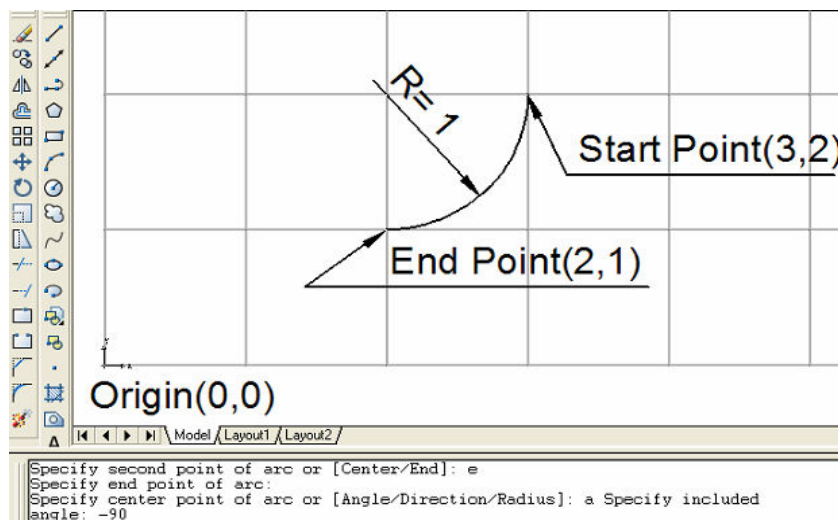 R= 1
Start Point(3,2)
End Point(2,1)
Origin(0,0)
A
Model Layout1 Layout2
Specify second point of arc or [Center/End]: e
Specify end point of arc:
Specify center point of arc or [Angle/Direction/Radius]: a Specify included
angle: -90